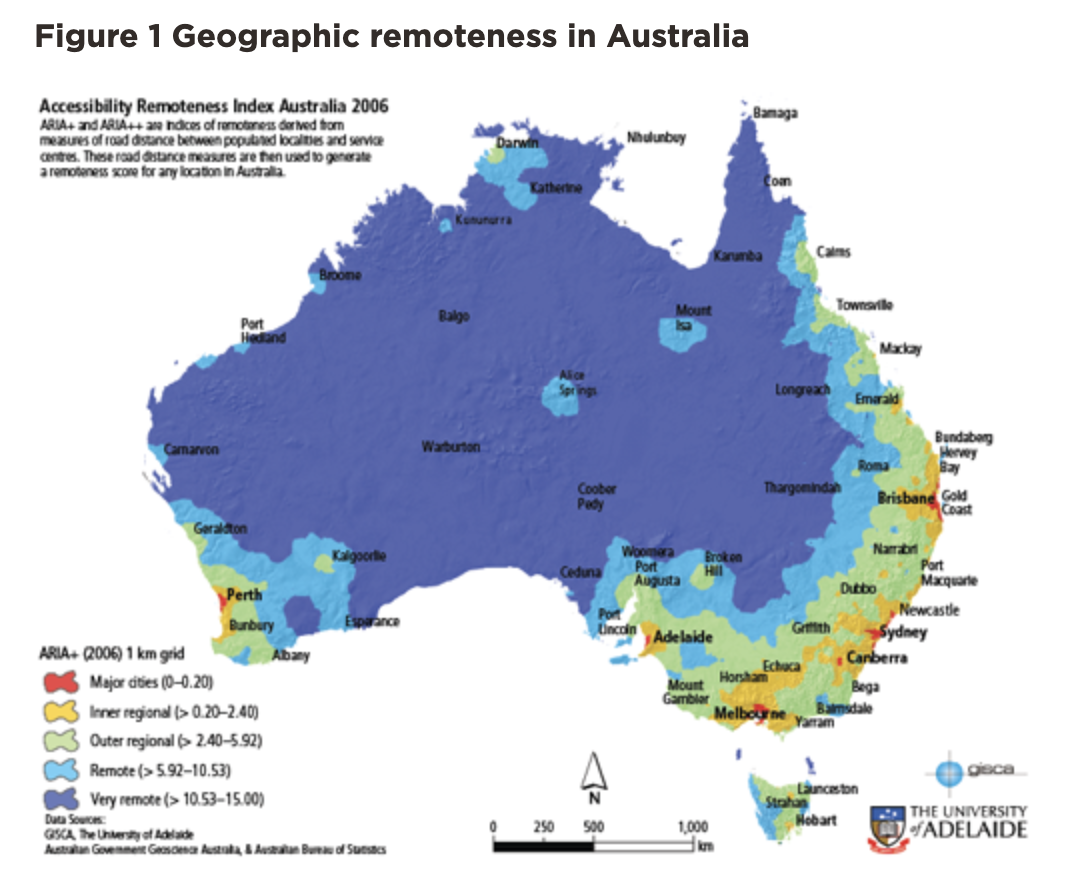 Figure 1 Geographic remoteness in Australia
Accessibility Remoteness Index Australia 2006
ARIA+ and ARIA++ are indices of remoteness derived from
measures of road distance between populated localities and service
centres. These road distance measures are then used to generate
a remoteness score for any location in Australia.
Bamaga
Nhulunbuy
Darwin
Coen
Katherine
Kununurra
Cairns
Karumba
Broome
Townsville
Mount
Isa
Balgo
Port
Hedland
Mackay
Alice
Springs
Longreach
Emerald
Bundaberg
Hervey
Bay
Carnarvon
Warburton
Roma
Coober
Pedy
Thargomindah
Brisbane
Gold
Coast
Geraldton
Kalgoorlie
Woomera
Broken
Hill
Narrabri
Ceduna
Port
Augusta
Port
Macquarie
Dubbo
Perth
Newcastle
Port
Lincoln
Bunbury
Esperance
Griffith
Sydney
Adelaide
Albany
Canberra
Echuca
Horsham
Mount
Gambier
Bega
Bairnsdale
Melbourne
Yarram
ARIA+ (2006) 1 km grid
Major cities (0–0.20)
Inner regional (> 0.20–2.40)
Outer regional (> 2.40–5.92)
Remote (> 5.92–10.53)
Very remote (> 10.53–15.00)
Data Sources:
GISCA, The University of Adelaide
Australian Government Geoscience Australia, & Australian Bureau of Statistics
N
0 250 500 1,000
km
Launceston
Strahan
Hobart
gisca
THE UNIVERSITY
of ADELAIDE